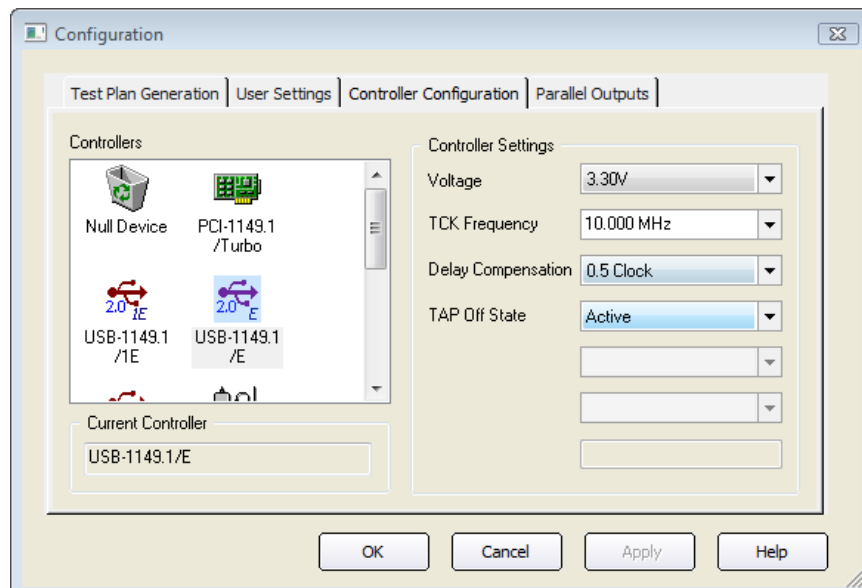 Configuration
Test Plan Generation
User Settings
Controller Configuration
Parallel Outputs
Controllers
Null Device
PCI-1149.1
/Turbo
2.0 1E
USB-1149.1
/1E
2.0 E
USB-1149.1
/E
Current Controller
USB-1149.1/E
Controller Settings
Voltage
3.30V
TCK Frequency
10.000 MHz
Delay Compensation
0.5 Clock
TAP Off State
Active
OK
Cancel
Apply
Help